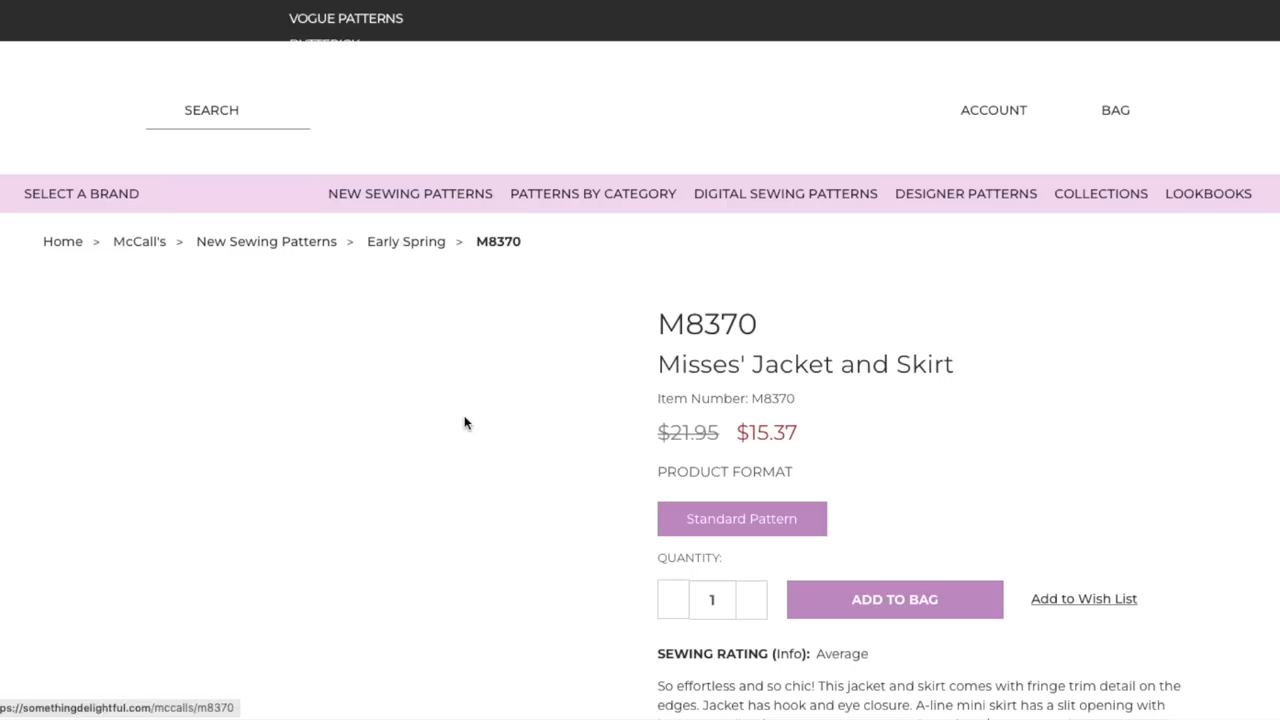 VOGUE PATTERNS
SEARCH
ACCOUNT
BAG
SELECT A BRAND
NEW SEWING PATTERNS
PATTERNS BY CATEGORY
DIGITAL SEWING PATTERNS
DESIGNER PATTERNS
COLLECTIONS
LOOKBOOKS
Home > McCall's > New Sewing Patterns > Early Spring > M8370
M8370
Misses' Jacket and Skirt
Item Number: M8370
$21.95 $15.37
PRODUCT FORMAT
Standard Pattern
QUANTITY:
1
ADD TO BAG
Add to Wish List
SEWING RATING (Info): Average
So effortless and so chic! This jacket and skirt comes with fringe trim detail on the
edges. Jacket has hook and eye closure. A-line mini skirt has a slit opening with
ps://somethingdelightful.com/mccalls/m8370